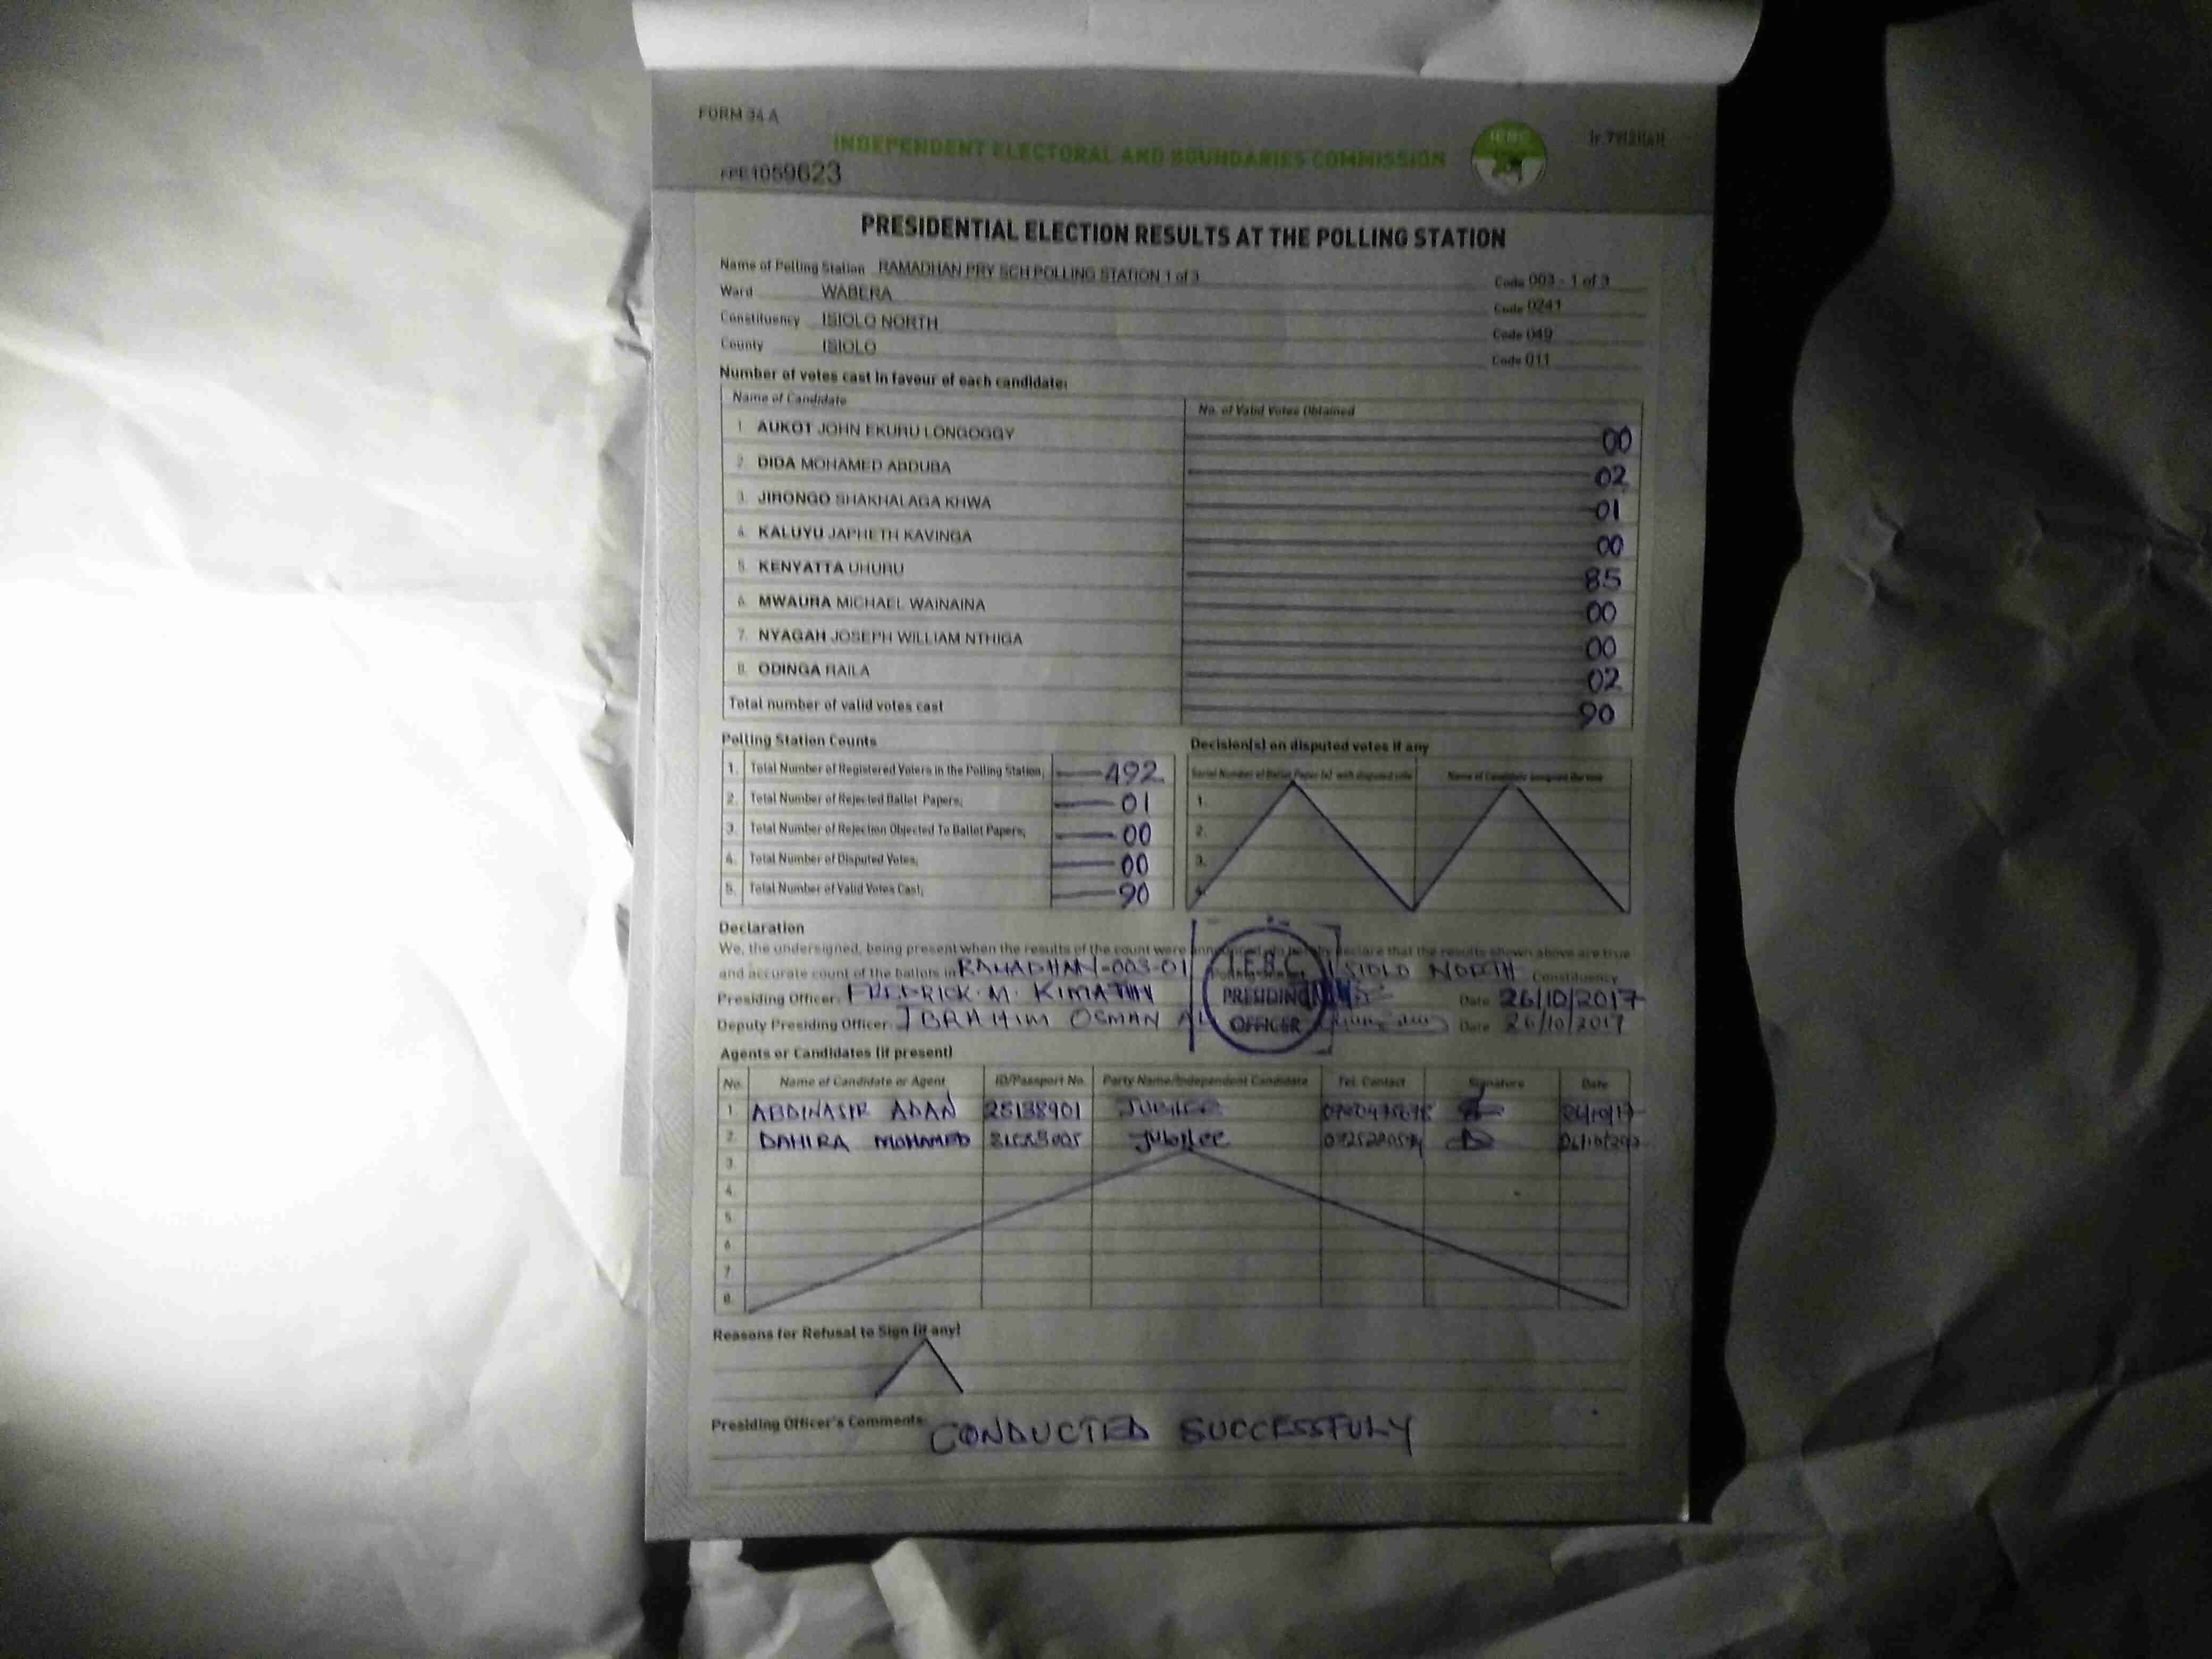 FORM 34 A
INDEPENDENT ELECTORAL AND BOUNDARIES COMMISSION
IEBC
1059623
PRESIDENTIAL ELECTION RESULTS AT THE POLLING STATION
Name of Polling Station RAMADHAN PRY SCH POLLING STATION 1 of 3 Code 003 - 1 of 3
Ward WABERA Code 0241
Constituency ISIOLO NORTH Code 049
County ISIOLO Code 011
Number of votes cast in favour of each candidate:
Name of Candidate No. of Valid Votes Obtained
1. AUKOT JOHN EKURU LONGOGGY 00
2. DIDA MOHAMED ABDUBA 02
3. JIRONGO SHAKHALAGA KHWA 01
4. KALUYU JAPHETH KAVINGA 00
5. KENYATTA UHURU 85
6. MWAURA MICHAEL WAINAINA 00
7. NYAGAH JOSEPH WILLIAM NTHIGA 00
8. ODINGA RAILA 02
Total number of valid votes cast 90
Polling Station Counts
1. Total Number of Registered Voters in the Polling Station; 492
2. Total Number of Rejected Ballot Papers; 01
3. Total Number of Rejection Objected To Ballot Papers; 00
4. Total Number of Disputed Votes; 00
5. Total Number of Valid Votes Cast; 90
Decision(s) on disputed votes if any
Serial Number of Ballot Paper (s) with disputed vote Name of Candidate assigned the vote
1.
2.
3.
4.
Declaration
We, the undersigned, being present when the results of the count were announced, do hereby declare that the results shown above are true
and accurate count of the ballots in RAMADHAN-003-01 ISIOLO NORTH Constituency
Presiding Officer: FREDRICK. M. KIMATHI Date 26/10/2017
Deputy Presiding Officer: IBRAHIM OSMAN Date 26/10/2017
I.E.B.C
PRESIDING
OFFICER
Agents or Candidates (if present)
No. Name of Candidate or Agent ID/Passport No. Party Name/Independent Candidate Tel. Contact Signature Date
1. ABDINASIR ADAN 25138901 JUBILEE 26/10/17
2. DAHIRA MOHAMED Jubilee
3.
4.
5.
6.
7.
8.
Reasons for Refusal to Sign (if any)
Presiding Officer's Comments: CONDUCTED SUCCESSFULY